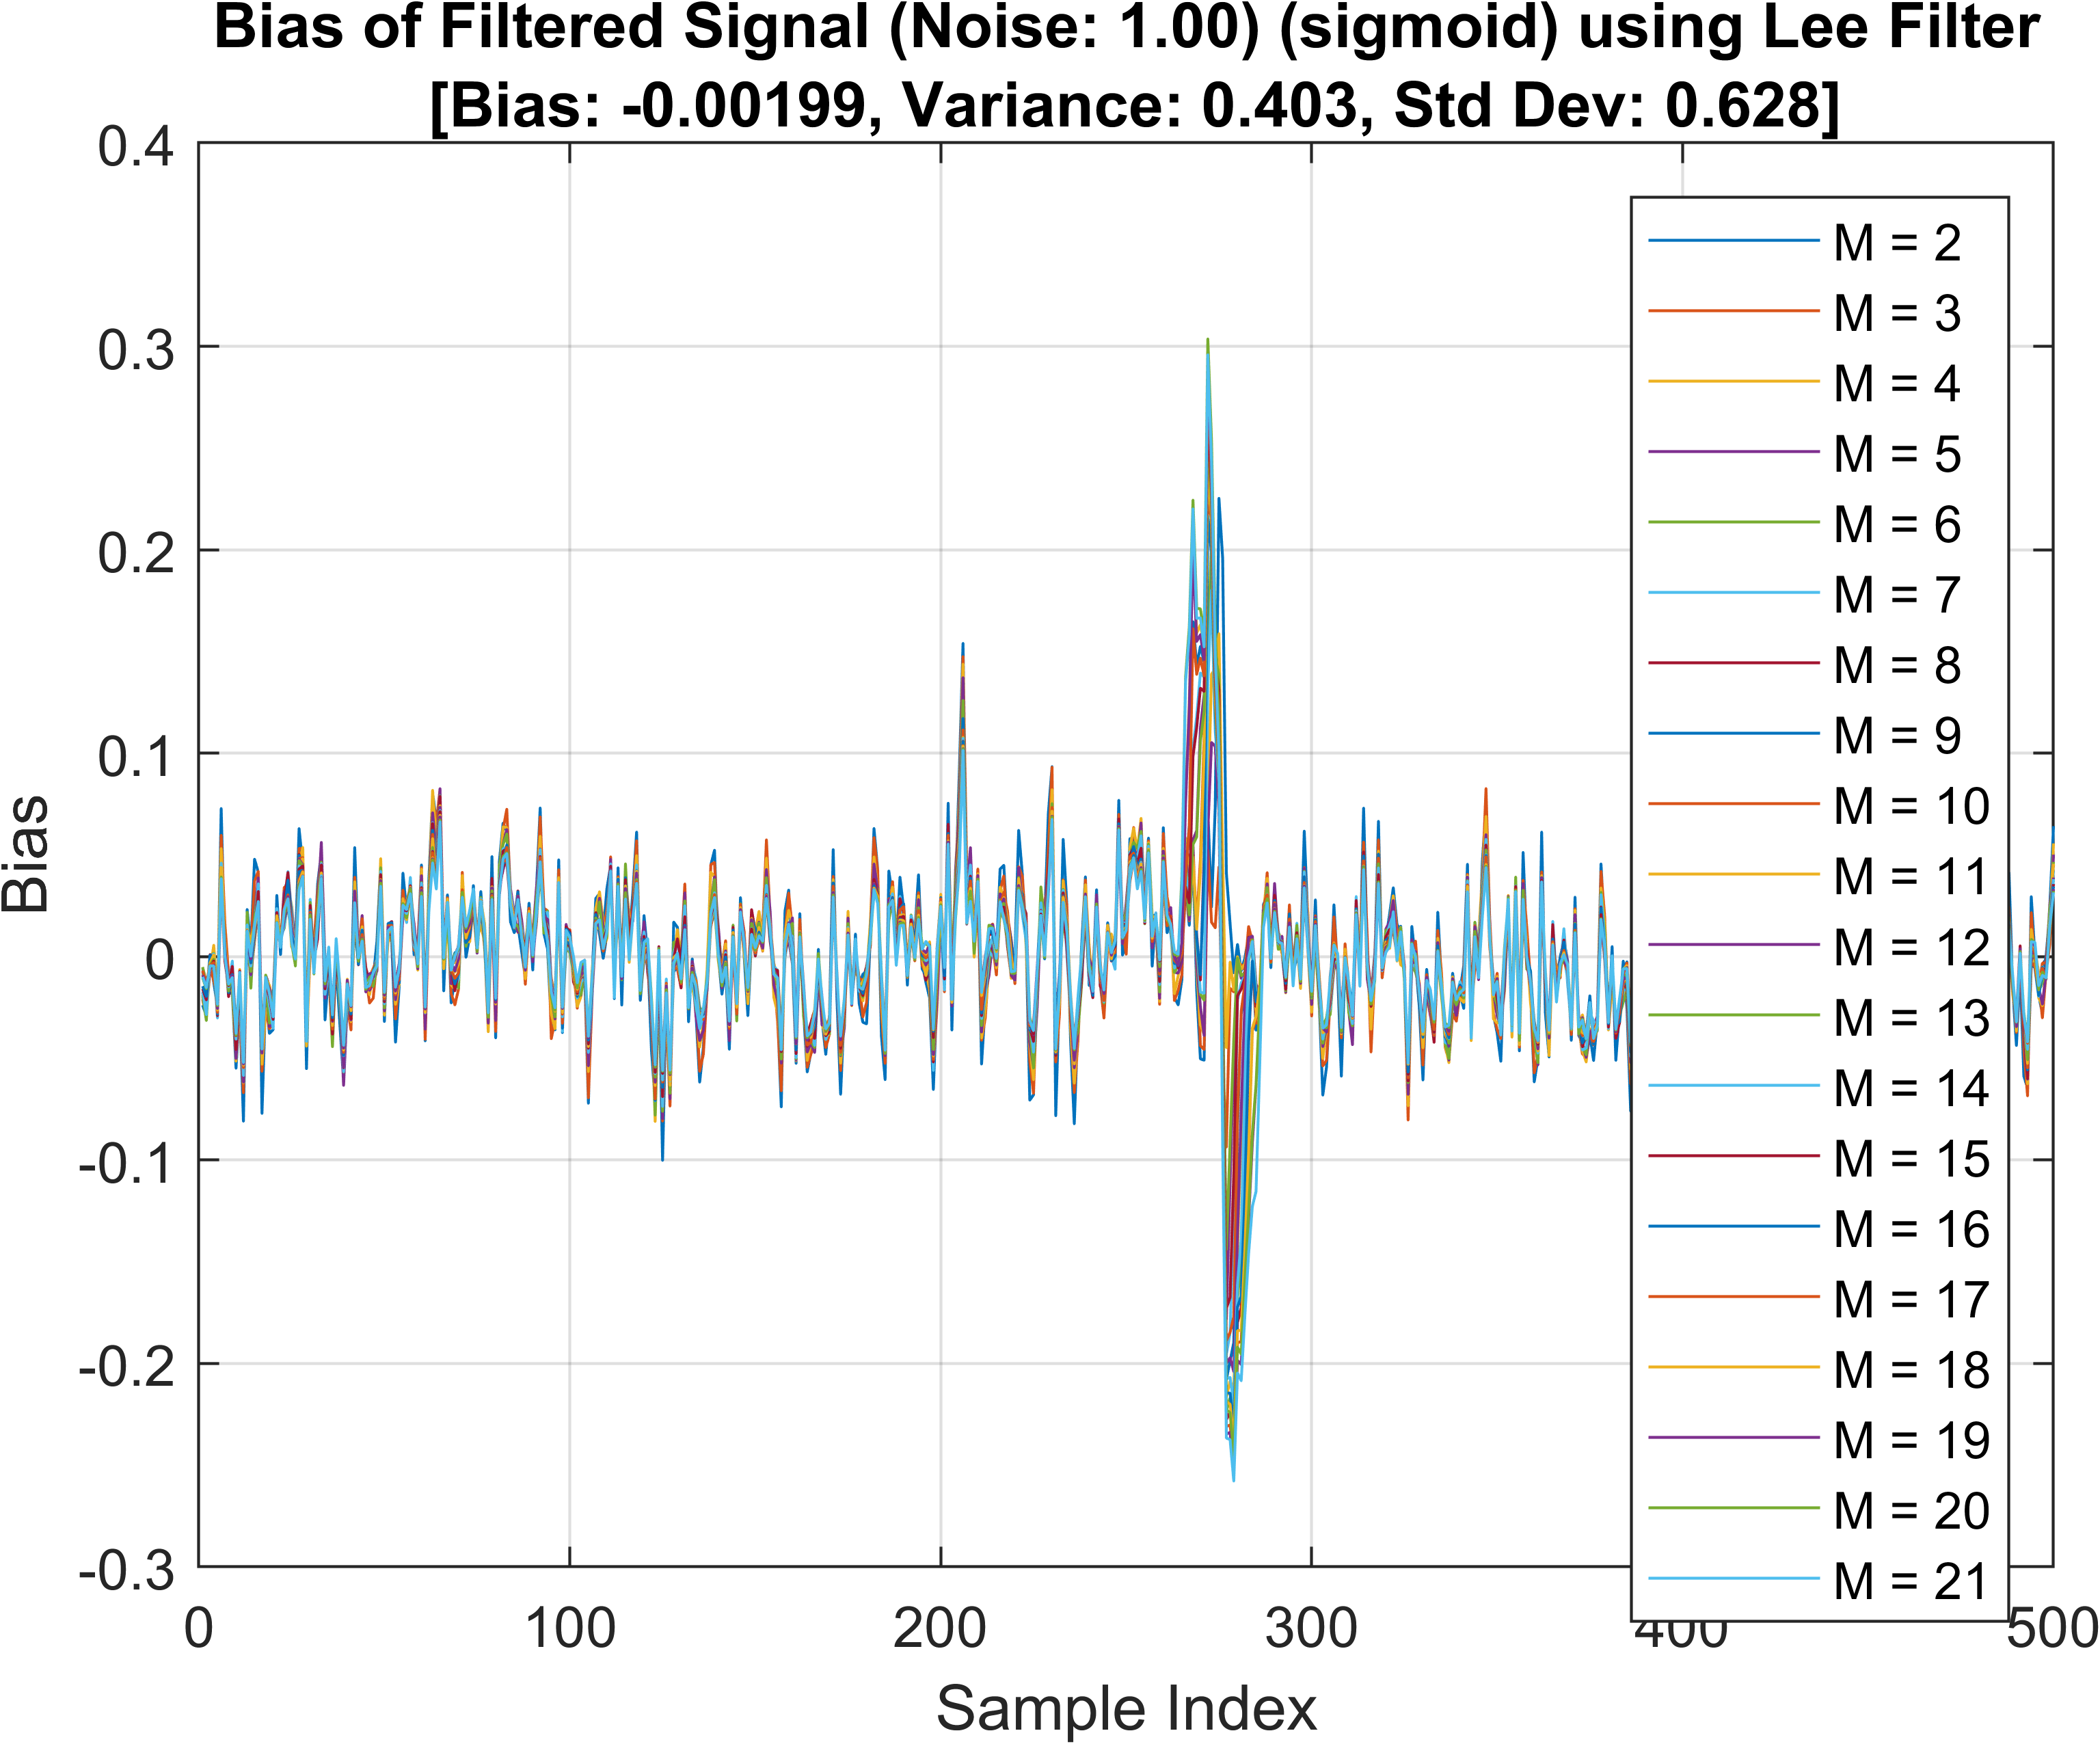 Bias of Filtered Signal (Noise: 1.00) (sigmoid) using Lee Filter
[Bias: -0.00199, Variance: 0.403, Std Dev: 0.628]
0.4
0.3
0.2
0.1
0
-0.1
-0.2
-0.3
Bias
M = 2
M = 3
M = 4
M = 5
M = 6
M = 7
M = 8
M = 9
M = 10
M = 11
M = 12
M = 13
M = 14
M = 15
M = 16
M = 17
M = 18
M = 19
M = 20
M = 21
0 100 200 300 400 500
Sample Index